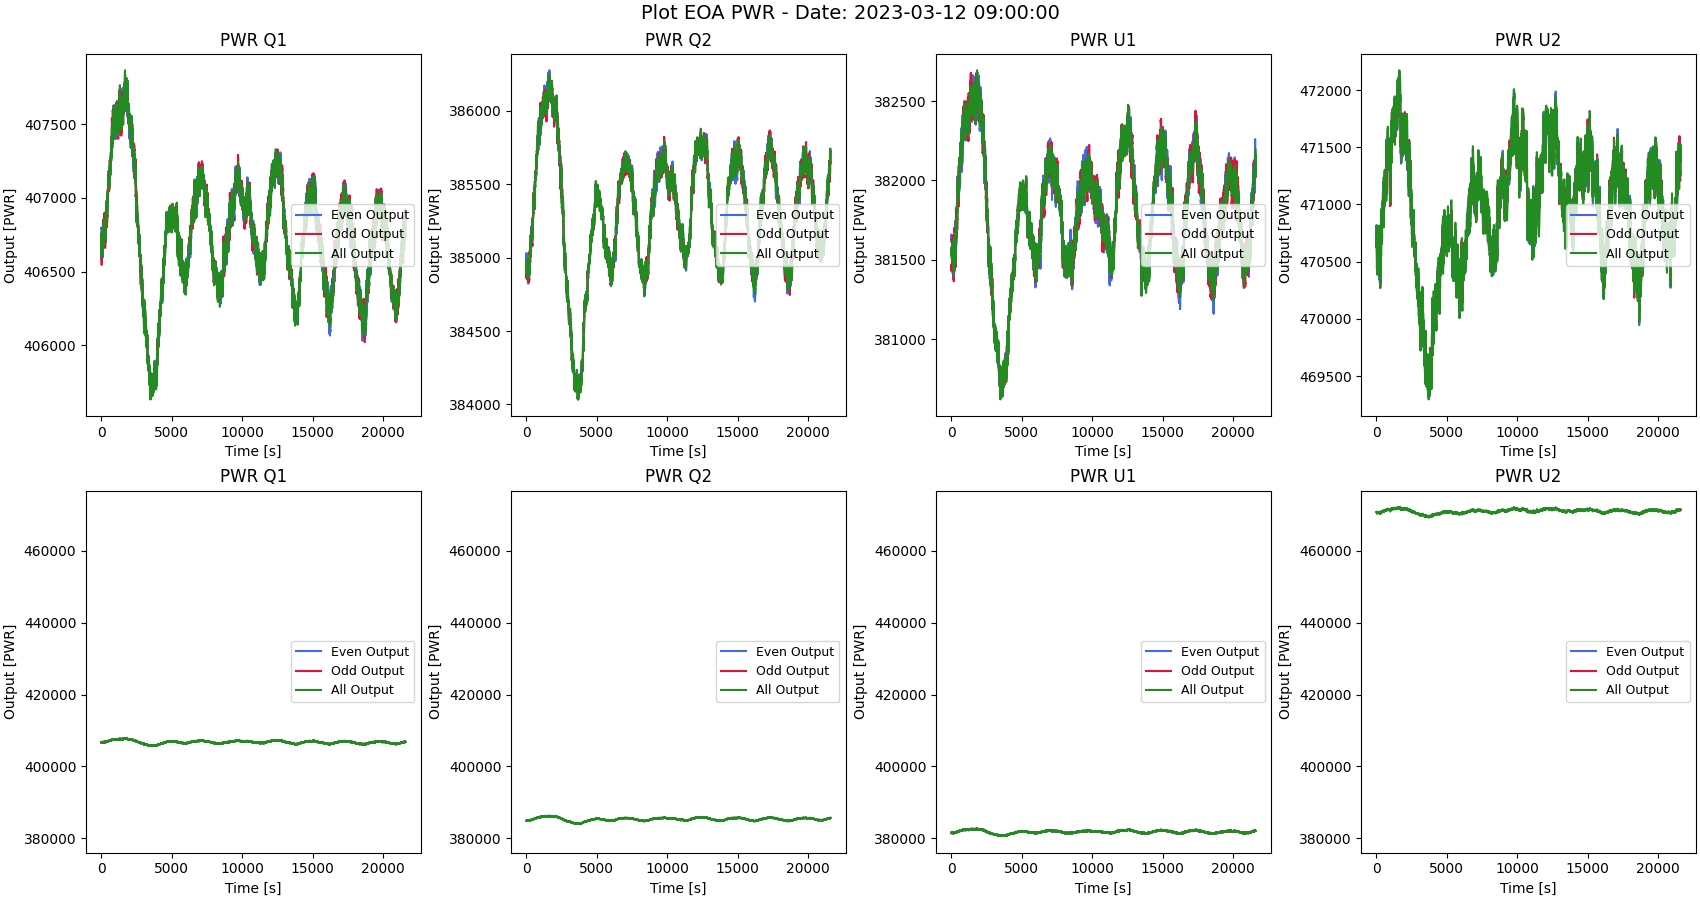 Plot EOA PWR - Date: 2023-03-12 09:00:00
PWR Q1
Output [PWR]
407500
407000
406500
406000
0 5000 10000 15000 20000
Time [s]
Even Output
Odd Output
All Output
PWR Q2
Output [PWR]
386000
385500
385000
384500
384000
0 5000 10000 15000 20000
Time [s]
Even Output
Odd Output
All Output
PWR U1
Output [PWR]
382500
382000
381500
381000
0 5000 10000 15000 20000
Time [s]
Even Output
Odd Output
All Output
PWR U2
Output [PWR]
472000
471500
471000
470500
470000
469500
0 5000 10000 15000 20000
Time [s]
Even Output
Odd Output
All Output
PWR Q1
Output [PWR]
460000
440000
420000
400000
380000
0 5000 10000 15000 20000
Time [s]
Even Output
Odd Output
All Output
PWR Q2
Output [PWR]
460000
440000
420000
400000
380000
0 5000 10000 15000 20000
Time [s]
Even Output
Odd Output
All Output
PWR U1
Output [PWR]
460000
440000
420000
400000
380000
0 5000 10000 15000 20000
Time [s]
Even Output
Odd Output
All Output
PWR U2
Output [PWR]
460000
440000
420000
400000
380000
0 5000 10000 15000 20000
Time [s]
Even Output
Odd Output
All Output